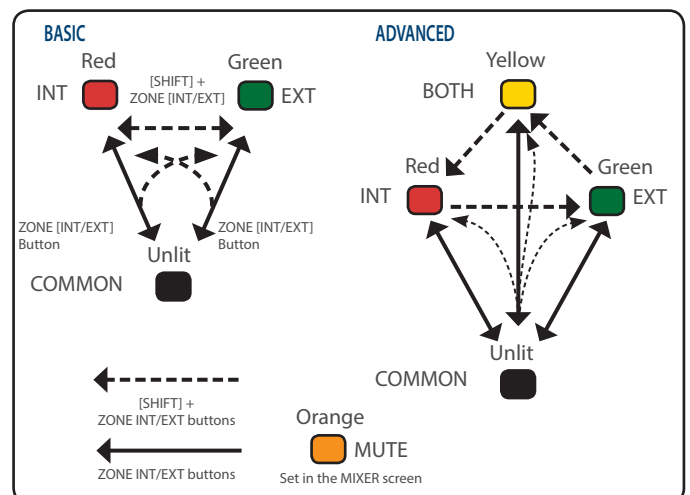 BASIC
Red
Green
[SHIFT] +
ZONE [INT/EXT]
INT
EXT
ZONE [INT/EXT]
Button
ZONE [INT/EXT]
Button
Unlit
COMMON
ADVANCED
Yellow
BOTH
Red
Green
INT
EXT
Unlit
COMMON
[SHIFT] +
ZONE INT/EXT buttons
ZONE INT/EXT buttons
Orange
MUTE
Set in the MIXER screen